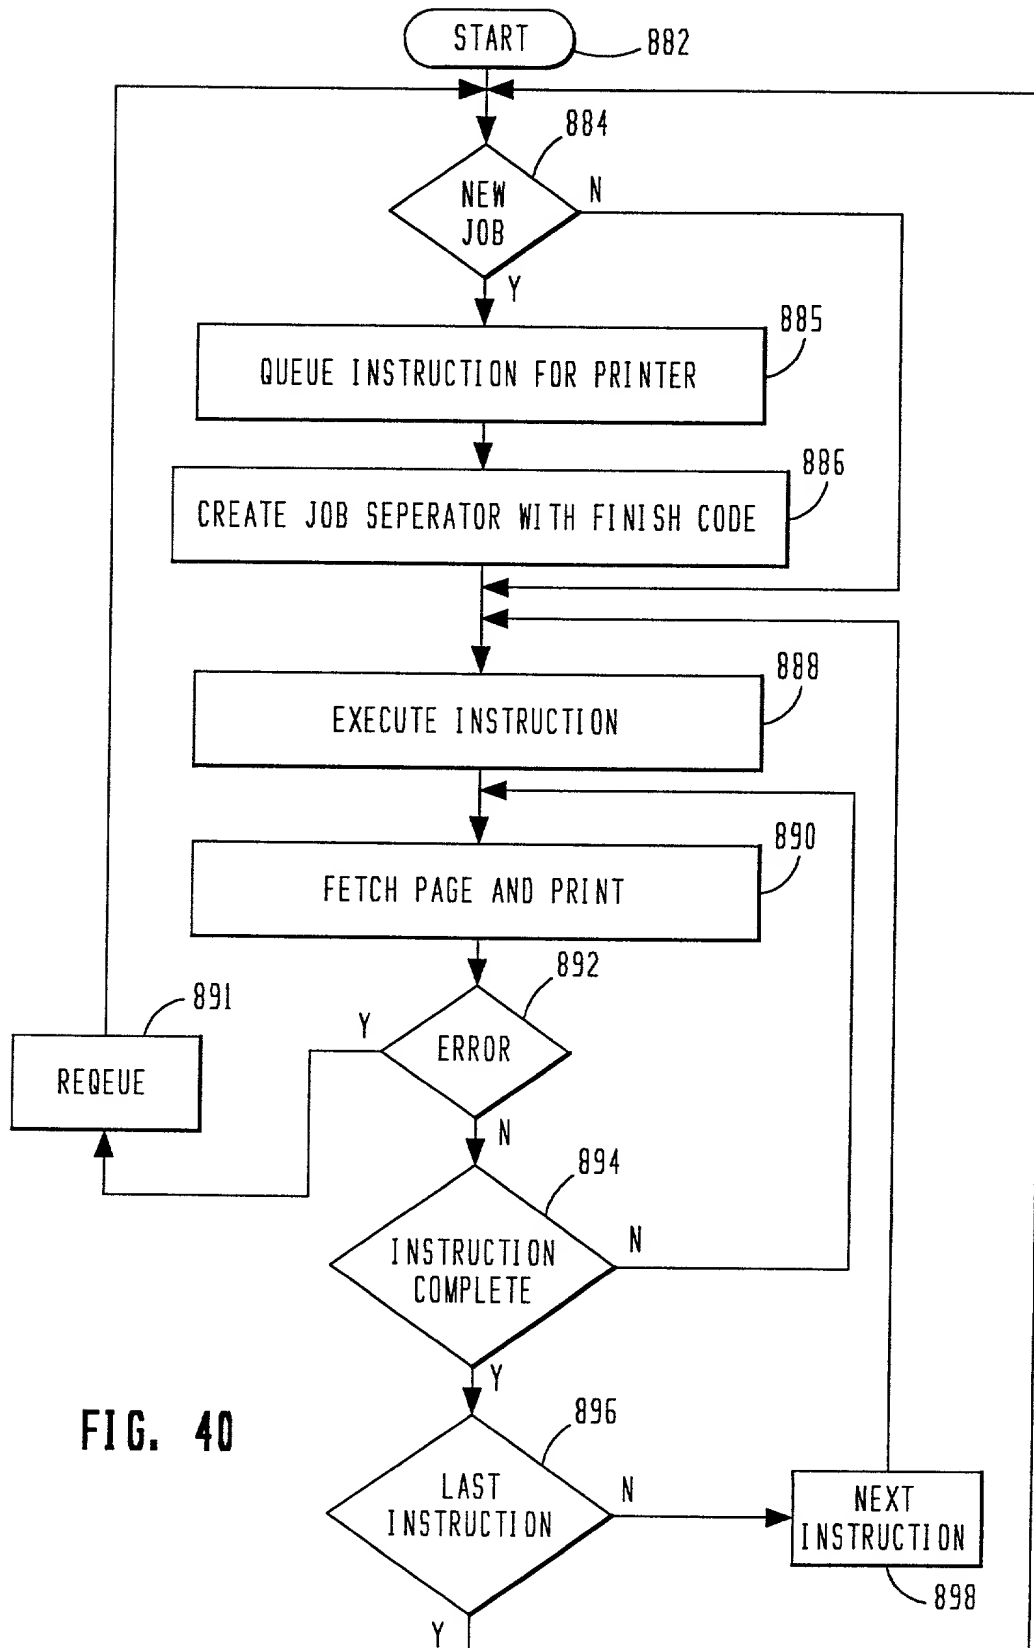 START
882
884
NEW
JOB
N
Y
885
QUEUE INSTRUCTION FOR PRINTER
886
CREATE JOB SEPERATOR WITH FINISH CODE
888
EXECUTE INSTRUCTION
890
FETCH PAGE AND PRINT
892
891
Y
ERROR
REQEUE
N
894
INSTRUCTION
COMPLETE
N
Y
896
FIG. 40
LAST
INSTRUCTION
N
NEXT
INSTRUCTION
898
Y